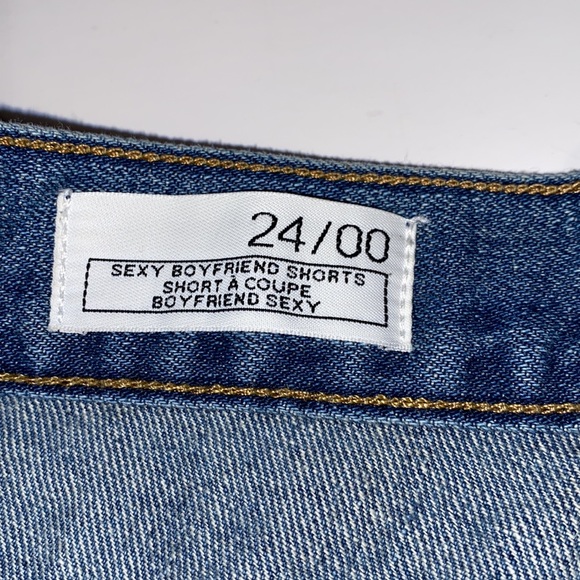 24/00
SEXY BOYFRIEND SHORTS
SHORT À COUPE
BOYFRIEND SEXY